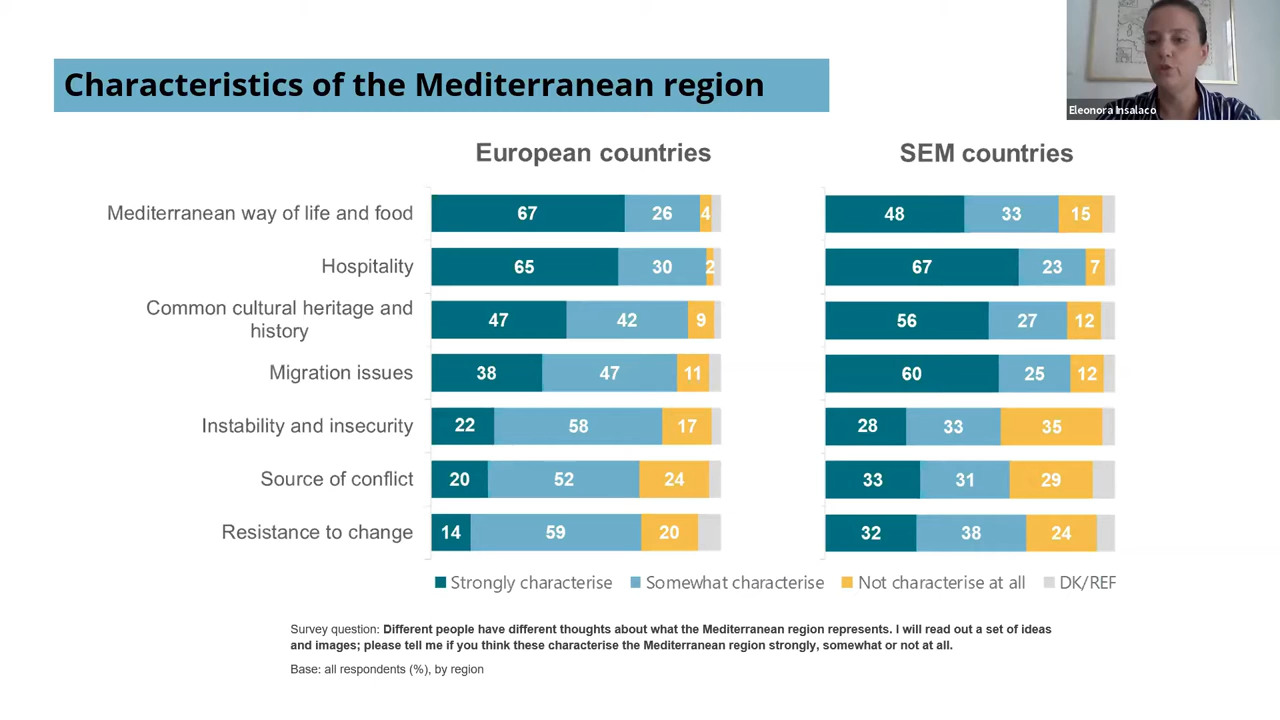 Eleonora Insalaco
Characteristics of the Mediterranean region
European countries
SEM countries
Mediterranean way of life and food 67 26 4 48 33 15
Hospitality 65 30 2 67 23 7
Common cultural heritage and
history 47 42 9 56 27 12
Migration issues 38 47 11 60 25 12
Instability and insecurity 22 58 17 28 33 35
Source of conflict 20 52 24 33 31 29
Resistance to change 14 59 20 32 38 24
Strongly characterise Somewhat characterise Not characterise at all DK/REF
Survey question: Different people have different thoughts about what the Mediterranean region represents. I will read out a set of ideas
and images; please tell me if you think these characterise the Mediterranean region strongly, somewhat or not at all.
Base: all respondents (%), by region